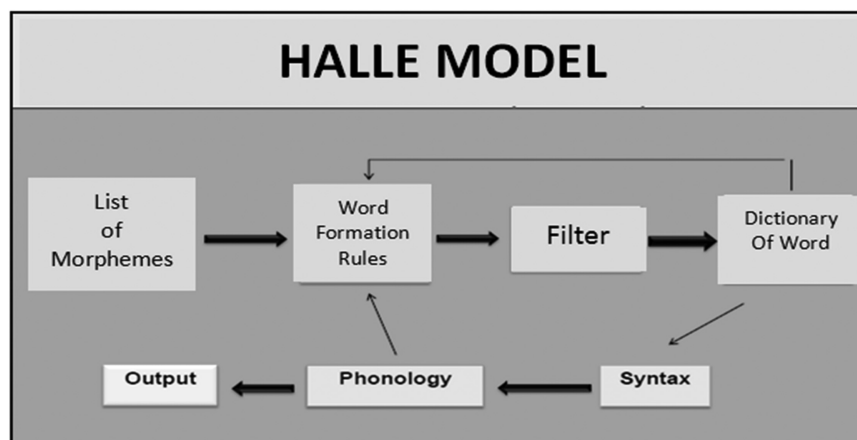 HALLE MODEL
List
of
Morphemes
Word
Formation
Rules
Filter
Dictionary
Of Word
Output
Phonology
Syntax